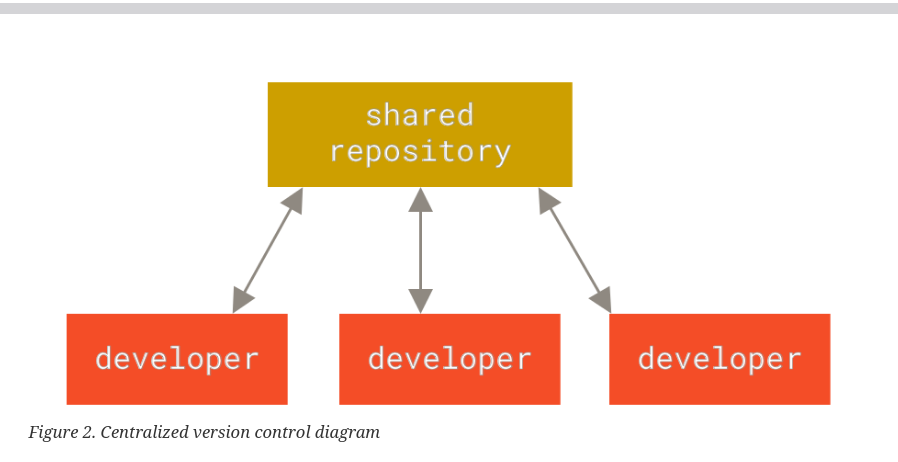 shared
repository
developer
developer
developer
Figure 2. Centralized version control diagram